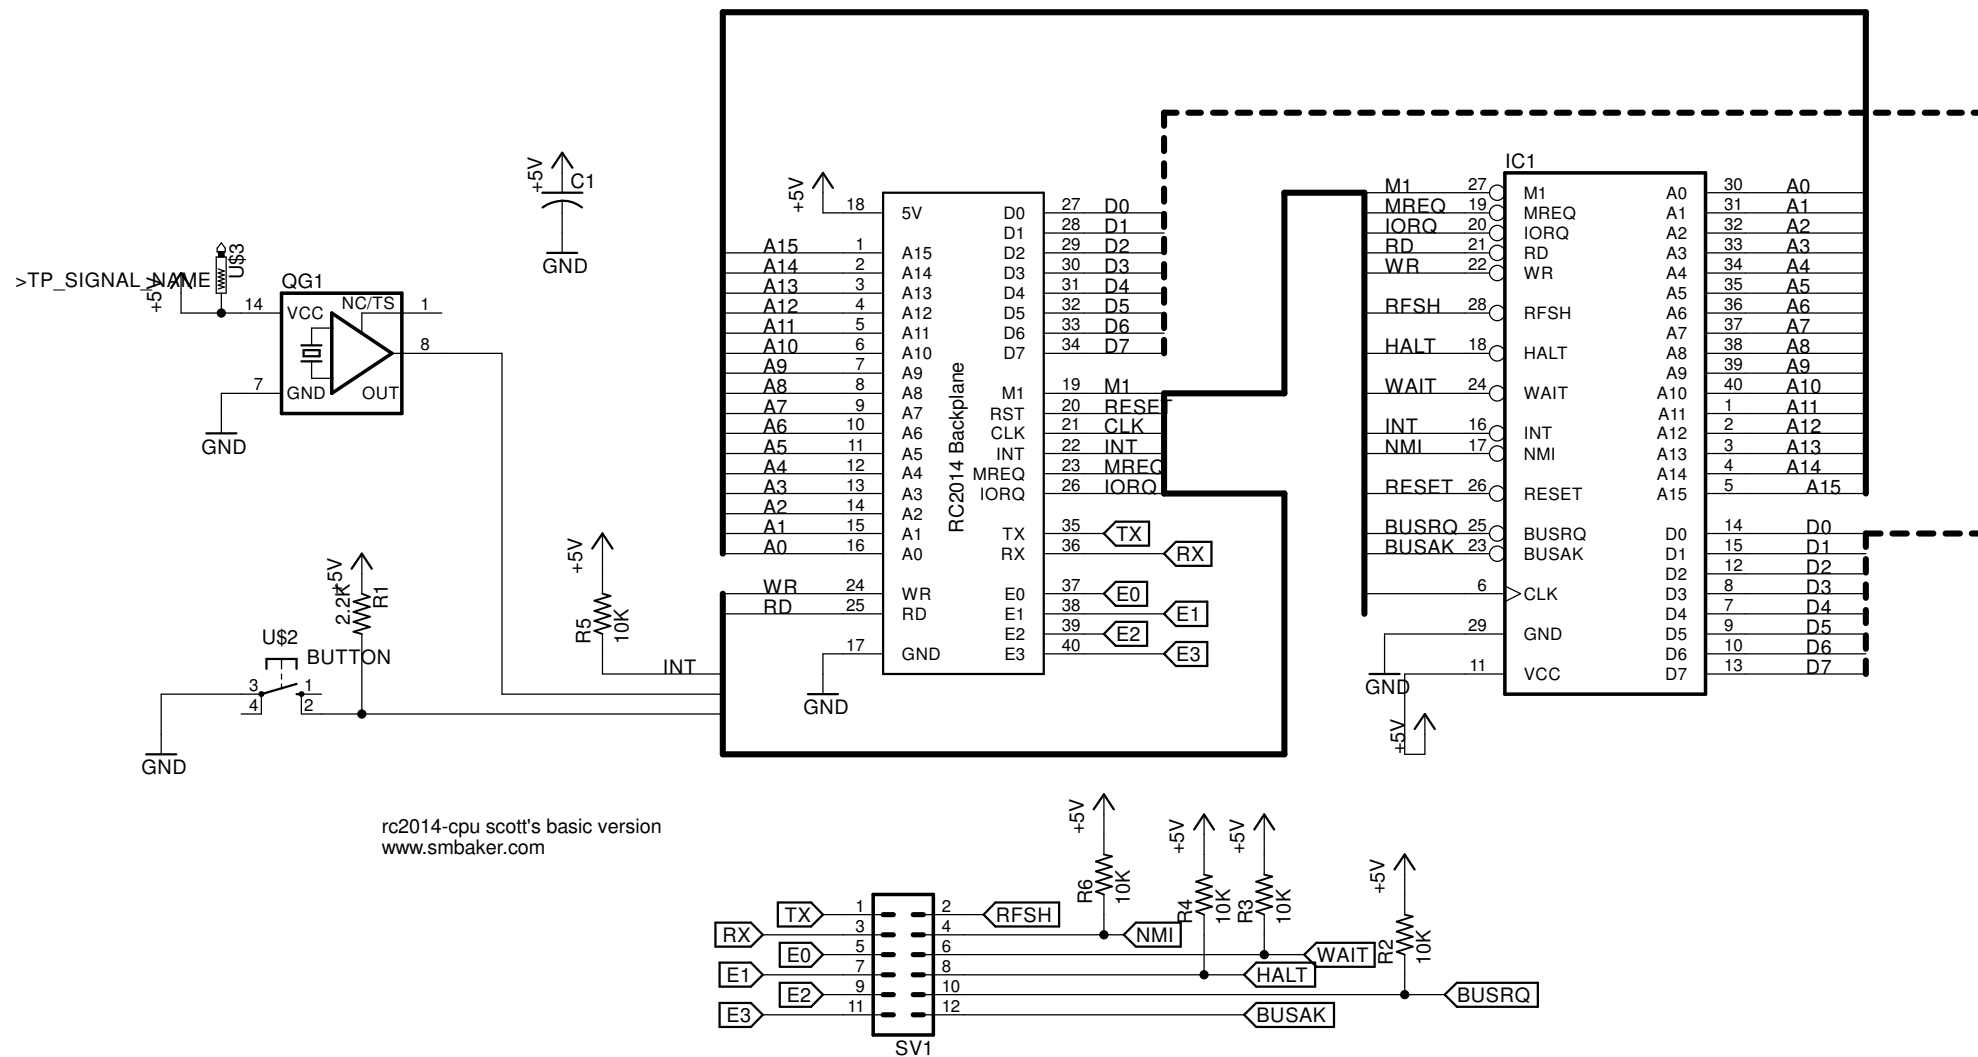 >TP_SIGNAL_NAME
+5V
U$3
QG1
14 VCC NC/TS 1
8
7 GND OUT
GND
+5V
C1
GND
+5V
2.2K
R1
U$2
BUTTON
3 1
4 2
GND
+5V
R5
10K
INT
+5V
RC2014 Backplane
18 5V
A15 1 A15
A14 2 A14
A13 3 A13
A12 4 A12
A11 5 A11
A10 6 A10
A9 7 A9
A8 8 A8
A7 9 A7
A6 10 A6
A5 11 A5
A4 12 A4
A3 13 A3
A2 14 A2
A1 15 A1
A0 16 A0
WR 24 WR
RD 25 RD
17 GND
GND
D0 27 D0
D1 28 D1
D2 29 D2
D3 30 D3
D4 31 D4
D5 32 D5
D6 33 D6
D7 34 D7
M1 19 M1
RST 20 RESET
CLK 21 CLK
INT 22 INT
MREQ 23 MREQ
IORQ 26 IORQ
TX 35 TX
RX 36 RX
E0 37 E0
E1 38 E1
E2 39 E2
E3 40 E3
IC1
M1 27 M1
MREQ 19 MREQ
IORQ 20 IORQ
RD 21 RD
WR 22 WR
RFSH 28 RFSH
HALT 18 HALT
WAIT 24 WAIT
INT 16 INT
NMI 17 NMI
RESET 26 RESET
BUSRQ 25 BUSRQ
BUSAK 23 BUSAK
6 CLK
29 GND
11 VCC
GND
+5V
A0 30 A0
A1 31 A1
A2 32 A2
A3 33 A3
A4 34 A4
A5 35 A5
A6 36 A6
A7 37 A7
A8 38 A8
A9 39 A9
A10 40 A10
A11 1 A11
A12 2 A12
A13 3 A13
A14 4 A14
A15 5 A15
D0 14 D0
D1 15 D1
D2 12 D2
D3 8 D3
D4 7 D4
D5 9 D5
D6 10 D6
D7 13 D7
rc2014-cpu scott's basic version
www.smbaker.com
+5V
R6
10K
+5V
R4
10K
+5V
R3
10K
+5V
R2
10K
TX 1 2 RFSH
RX 3 4 NMI
E0 5 6 WAIT
E1 7 8 HALT
E2 9 10 BUSRQ
E3 11 12 BUSAK
SV1